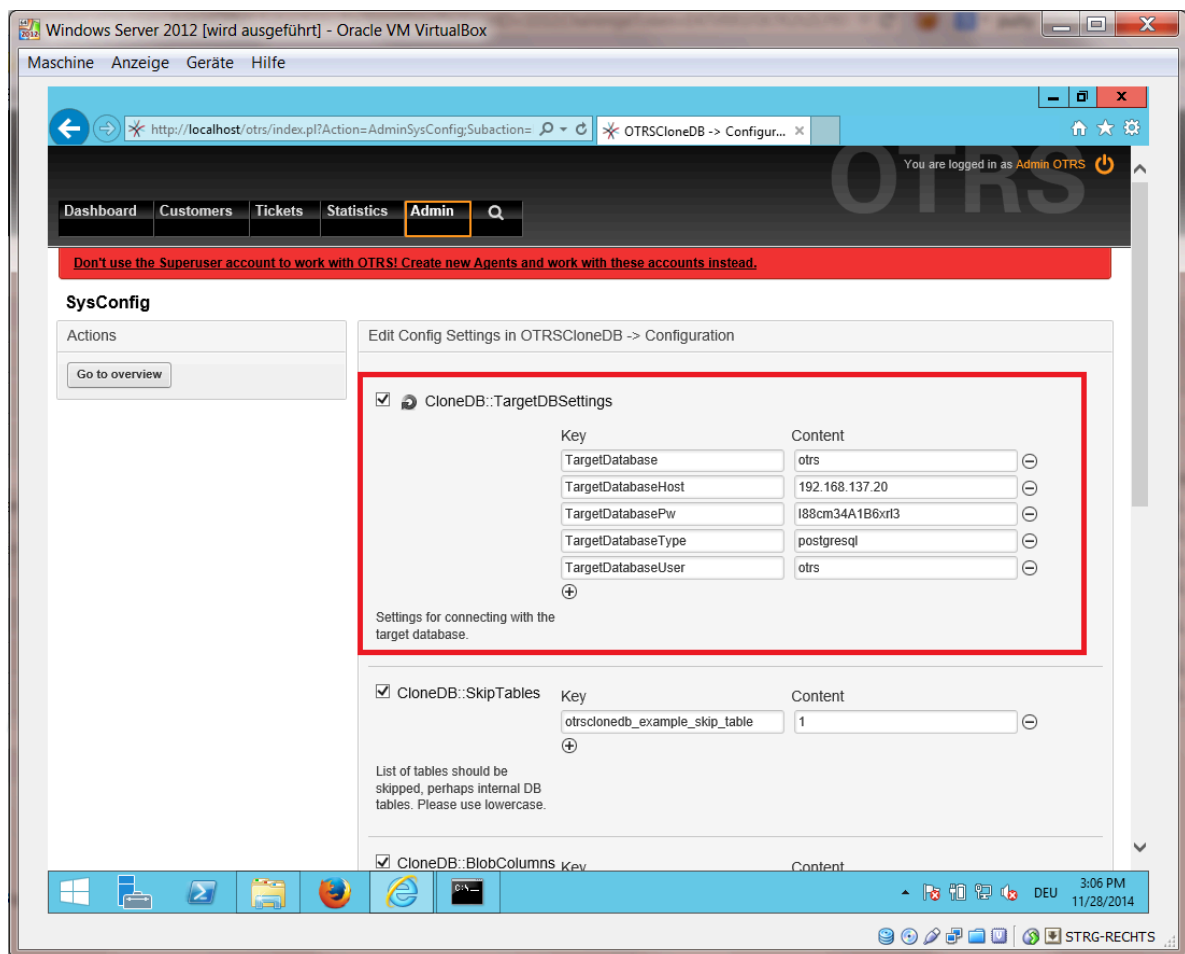 Windows Server 2012 [wird ausgeführt] - Oracle VM VirtualBox
Maschine Anzeige Geräte Hilfe
http://localhost/otrs/index.pl?Action=AdminSysConfig;Subaction=
OTRSCloneDB -> Configur...
OTRS
You are logged in as Admin OTRS
Dashboard Customers Tickets Statistics Admin
Don't use the Superuser account to work with OTRS! Create new Agents and work with these accounts instead.
SysConfig
Actions
Go to overview
Edit Config Settings in OTRSCloneDB -> Configuration
CloneDB::TargetDBSettings
Key Content
TargetDatabase otrs
TargetDatabaseHost 192.168.137.20
TargetDatabasePw I88cm34A1B6xrI3
TargetDatabaseType postgresql
TargetDatabaseUser otrs
Settings for connecting with the
target database.
CloneDB::SkipTables Key Content
otrsclonedb_example_skip_table 1
List of tables should be
skipped, perhaps internal DB
tables. Please use lowercase.
CloneDB::BlobColumns Key Content
DEU
3:06 PM
11/28/2014
STRG-RECHTS